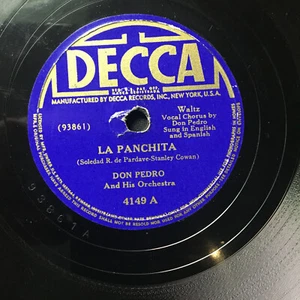 DECCA
MANUFACTURED BY DECCA RECORDS, INC., NEW YORK, U.S.A.
(93861)
Waltz
Vocal Chorus by
Don Pedro
Sung in English
and Spanish
LA PANCHITA
(Soledad R. de Pardave-Stanley Cowan)
DON PEDRO
And His Orchestra
4149 A
93861A